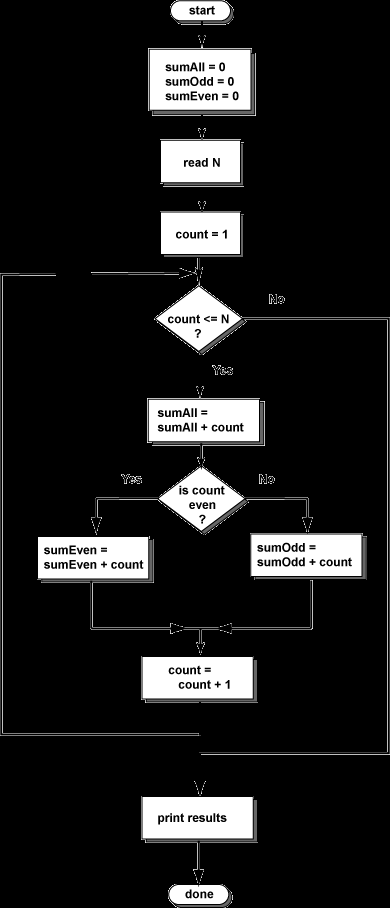 start
sumAll = 0
sumOdd = 0
sumEven = 0
read N
count = 1
No
count <= N
?
Yes
sumAll =
sumAll + count
Yes
No
is count
even
?
sumEven =
sumEven + count
sumOdd =
sumOdd + count
count =
count + 1
print results
done